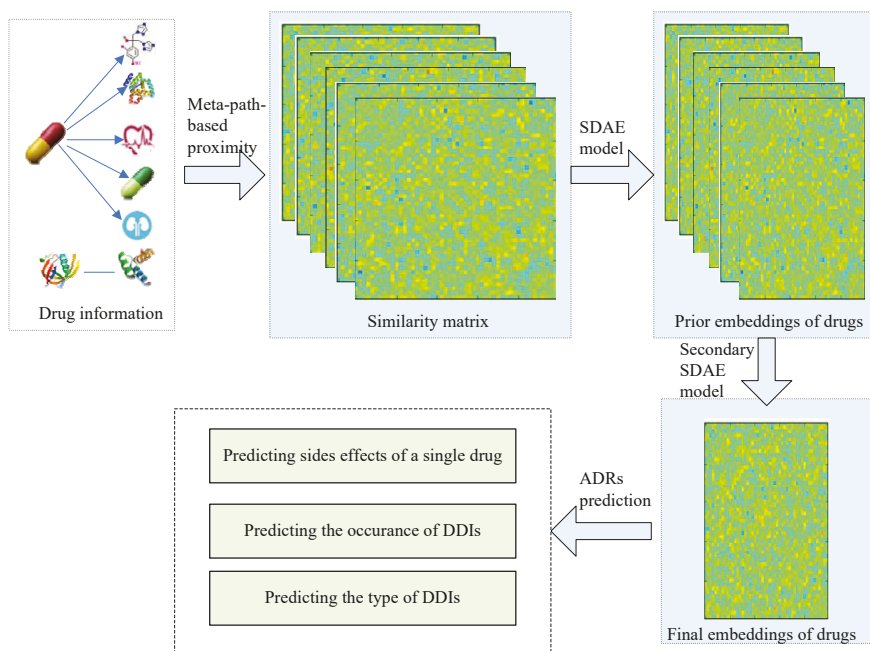 Drug information
Meta-path-
based
proximity
Similarity matrix
SDAE
model
Prior embeddings of drugs
Secondary
SDAE
model
Final embeddings of drugs
ADRs
prediction
Predicting sides effects of a single drug
Predicting the occurance of DDIs
Predicting the type of DDIs